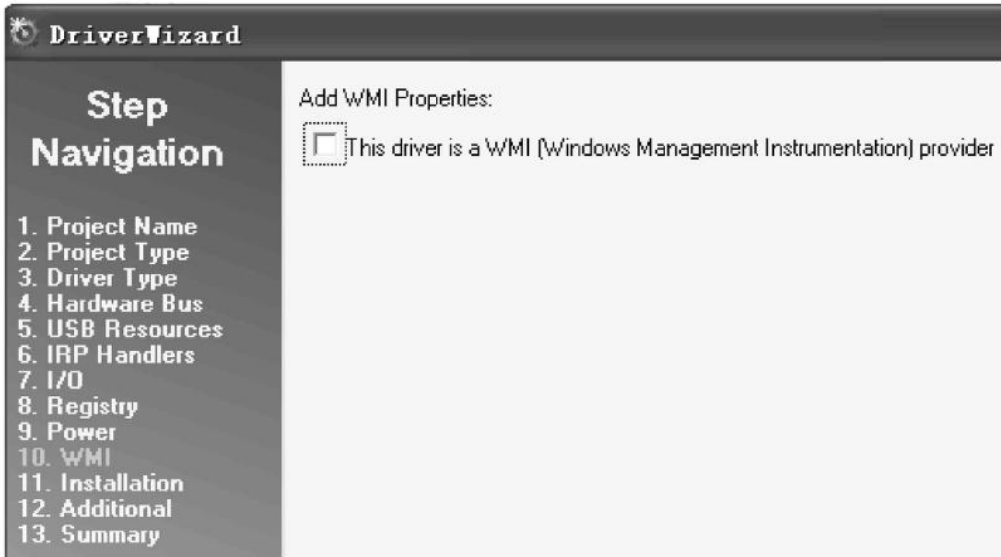 DriverWizard
Step
Navigation
1. Project Name
2. Project Type
3. Driver Type
4. Hardware Bus
5. USB Resources
6. IRP Handlers
7. I/O
8. Registry
9. Power
10. WMI
11. Installation
12. Additional
13. Summary
Add WMI Properties:
This driver is a WMI (Windows Management Instrumentation) provider